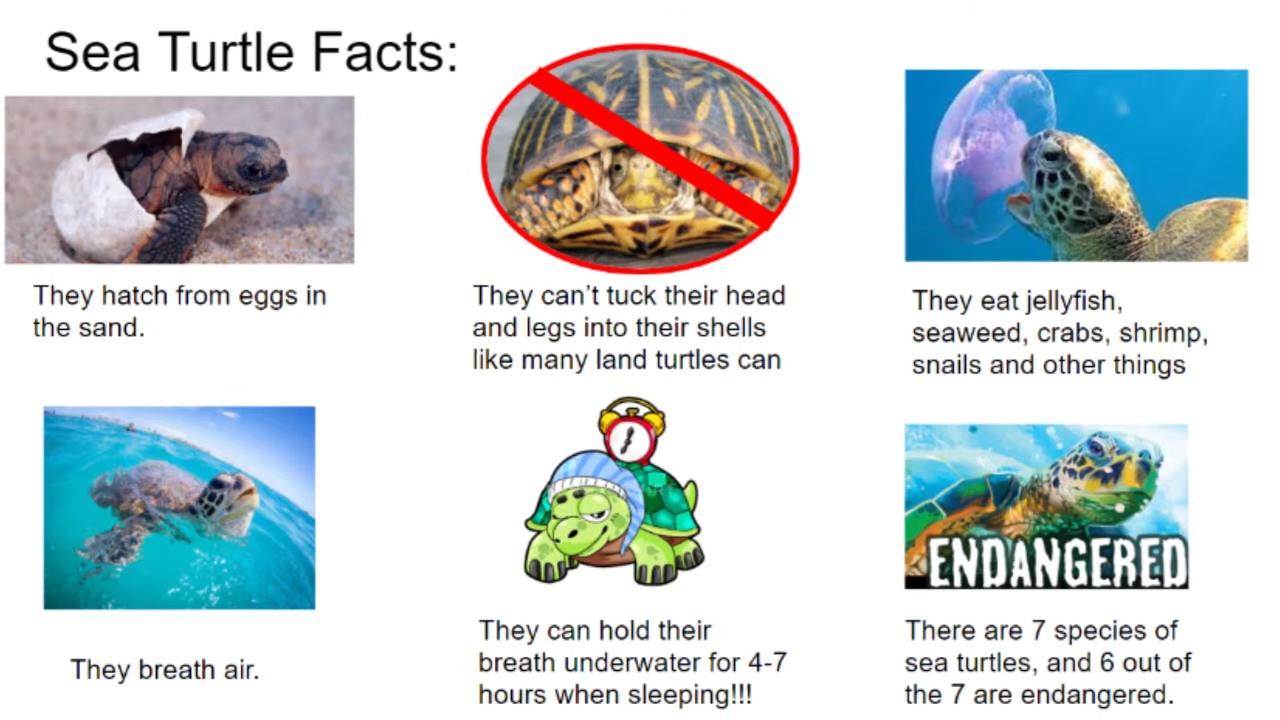 Sea Turtle Facts:
They hatch from eggs in
the sand.
They can't tuck their head
and legs into their shells
like many land turtles can
They eat jellyfish,
seaweed, crabs, shrimp,
snails and other things
They breath air.
They can hold their
breath underwater for 4-7
hours when sleeping!!!
ENDANGERED
There are 7 species of
sea turtles, and 6 out of
the 7 are endangered.